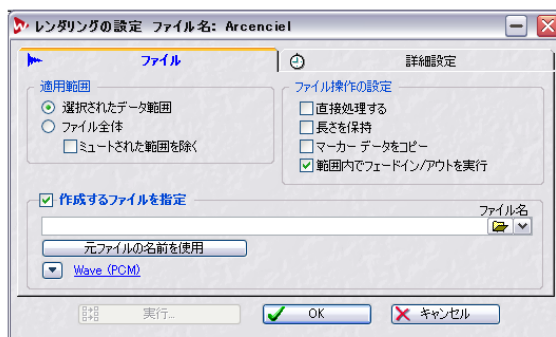 レンダリングの設定 ファイル名: Arcenciel
ファイル
詳細設定
適用範囲
選択されたデータ範囲
ファイル全体
ミュートされた範囲を除く
ファイル操作の設定
直接処理する
長さを保持
マーカー データをコピー
範囲内でフェードイン/アウトを実行
作成するファイルを指定
ファイル名
元ファイルの名前を使用
Wave (PCM)
実行...
OK
キャンセル